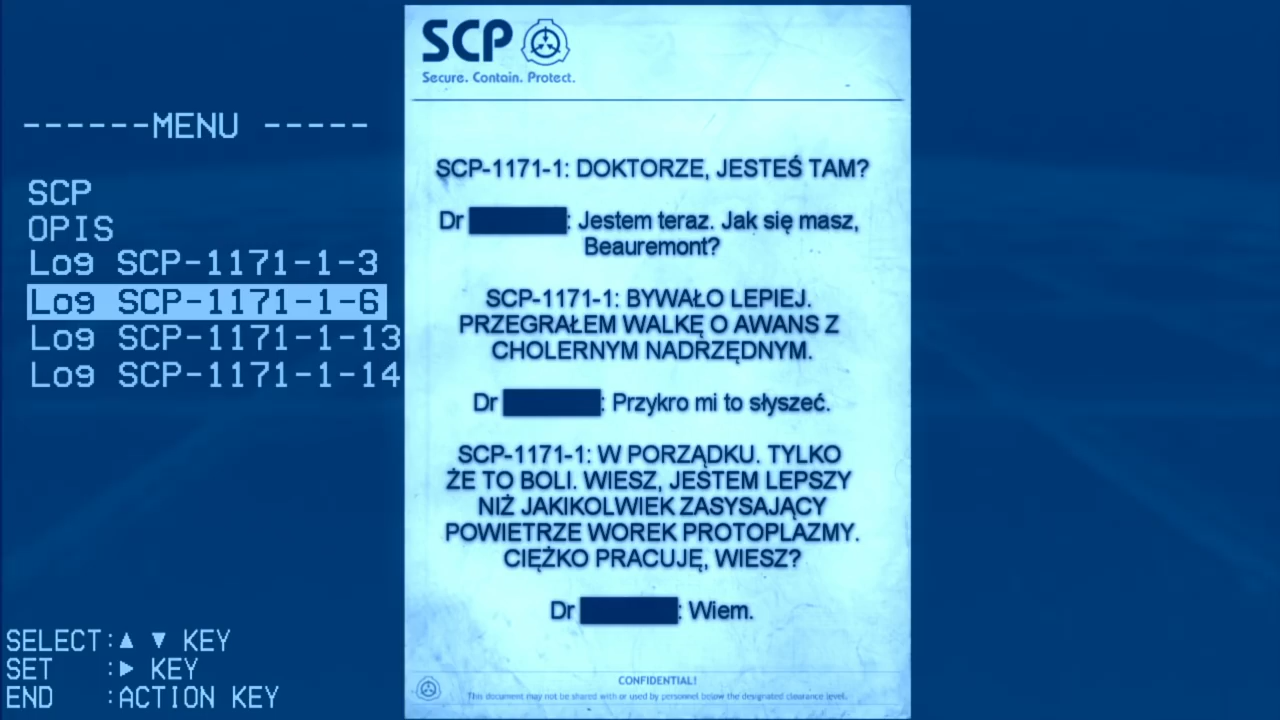 ------MENU -----
SCP
OPIS
Log SCP-1171-1-3
Log SCP-1171-1-6
Log SCP-1171-1-13
Log SCP-1171-1-14
SELECT:▲ ▼ KEY
SET :► KEY
END :ACTION KEY
SCP
Secure. Contain. Protect.
SCP-1171-1: DOKTORZE, JESTEŚ TAM?
Dr : Jestem teraz. Jak się masz,
Beauremont?
SCP-1171-1: BYWAŁO LEPIEJ.
PRZEGRAŁEM WALKĘ O AWANS Z
CHOLERNYM NADRZĘDNYM.
Dr : Przykro mi to słyszeć.
SCP-1171-1: W PORZĄDKU. TYLKO
ŻE TO BOLI. WIESZ, JESTEM LEPSZY
NIŻ JAKIKOLWIEK ZASYSAJĄCY
POWIETRZE WOREK PROTOPLAZMY.
CIĘŻKO PRACUJĘ, WIESZ?
Dr : Wiem.
CONFIDENTIAL!
This document may not be shared with or used by personnel below the designated clearance level.